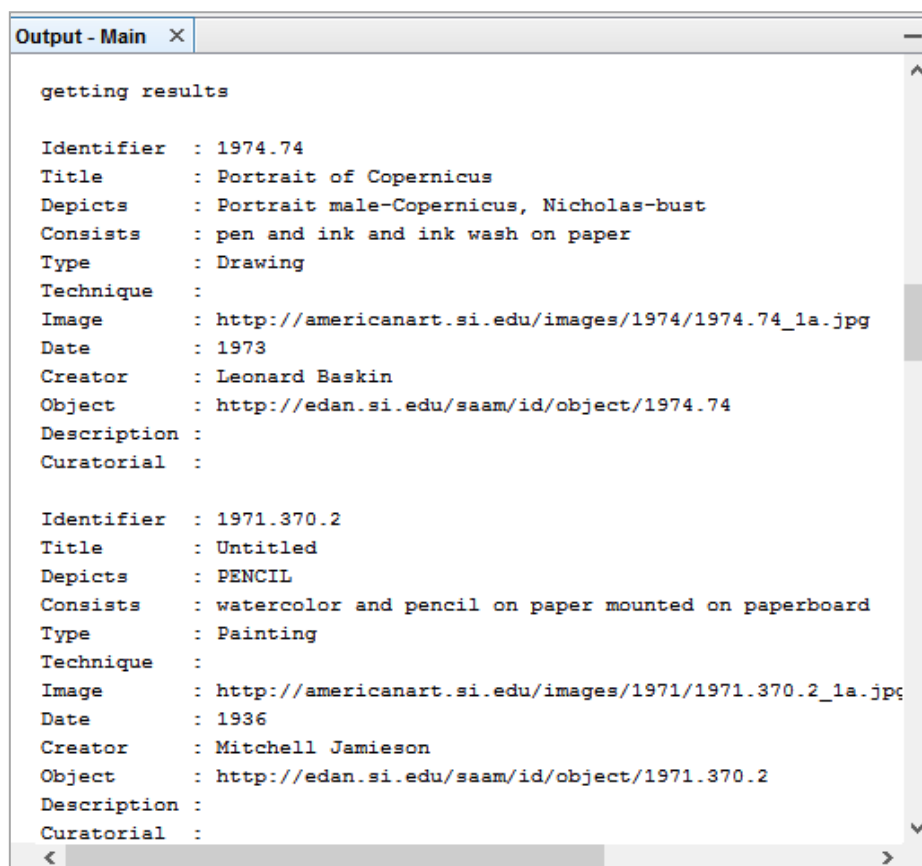 Output - Main ×
getting results
Identifier : 1974.74
Title : Portrait of Copernicus
Depicts : Portrait male-Copernicus, Nicholas-bust
Consists : pen and ink and ink wash on paper
Type : Drawing
Technique :
Image : http://americanart.si.edu/images/1974/1974.74_1a.jpg
Date : 1973
Creator : Leonard Baskin
Object : http://edan.si.edu/saam/id/object/1974.74
Description :
Curatorial :
Identifier : 1971.370.2
Title : Untitled
Depicts : PENCIL
Consists : watercolor and pencil on paper mounted on paperboard
Type : Painting
Technique :
Image : http://americanart.si.edu/images/1971/1971.370.2_1a.jpg
Date : 1936
Creator : Mitchell Jamieson
Object : http://edan.si.edu/saam/id/object/1971.370.2
Description :
Curatorial :